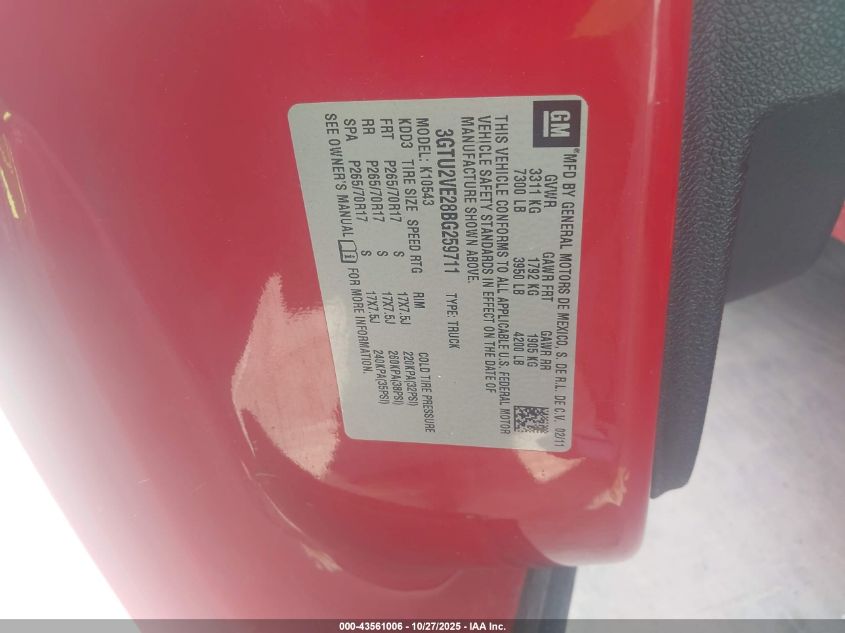 GM
®MFD BY GENERAL MOTORS DE MEXICO, S. DE R.L. DE C.V. 02/11
GVWR GAWR FRT GAWR RR
3311 KG 1792 KG 1905 KG
7300 LB 3950 LB 4200 LB
THIS VEHICLE CONFORMS TO ALL APPLICABLE U.S. FEDERAL MOTOR
VEHICLE SAFETY STANDARDS IN EFFECT ON THE DATE OF
MANUFACTURE SHOWN ABOVE.
3GTU2VE28BG259711 TYPE: TRUCK
MODEL: K10543
KDD3 TIRE SIZE SPEED RTG RIM COLD TIRE PRESSURE
FRT P265/70R17 S 17X7.5J 220KPA(32PSI)
RR P265/70R17 S 17X7.5J 260KPA(38PSI)
SPA P265/70R17 S 17X7.5J 240KPA(35PSI)
SEE OWNER'S MANUAL FOR MORE INFORMATION.
000-43561006 - 10/27/2025 - IAA Inc.